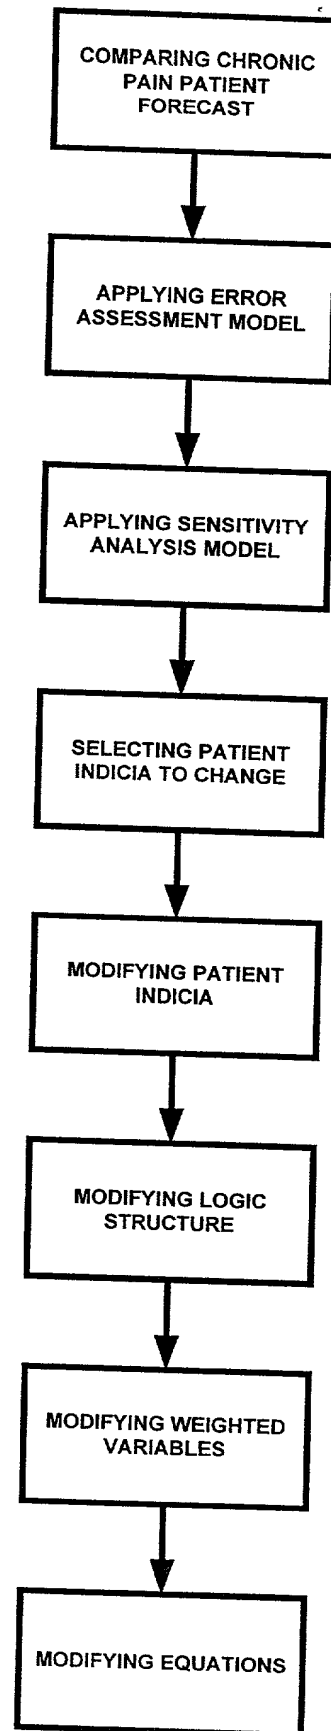 COMPARING CHRONIC
PAIN PATIENT
FORECAST
APPLYING ERROR
ASSESSMENT MODEL
APPLYING SENSITIVITY
ANALYSIS MODEL
SELECTING PATIENT
INDICIA TO CHANGE
MODIFYING PATIENT
INDICIA
MODIFYING LOGIC
STRUCTURE
MODIFYING WEIGHTED
VARIABLES
MODIFYING EQUATIONS